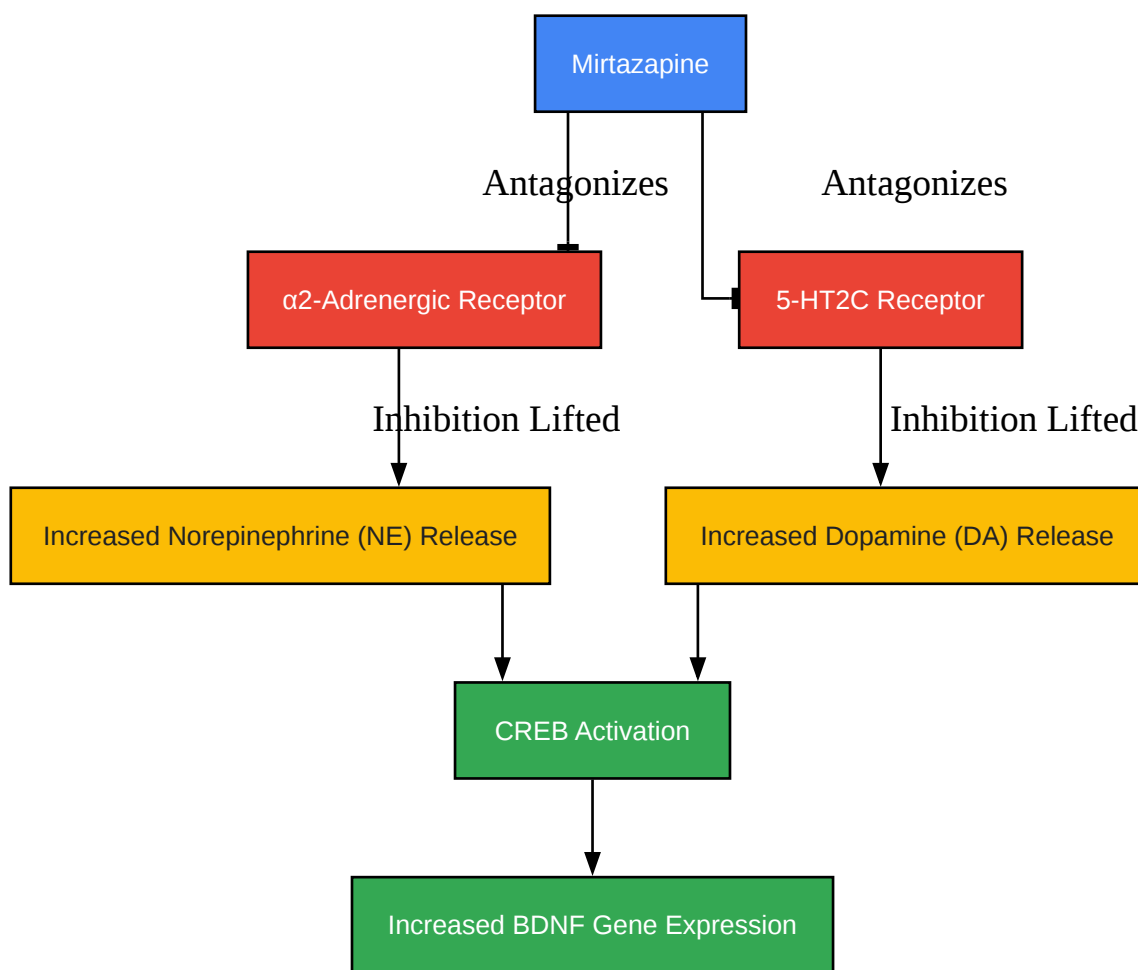 Mirtazapine
Antagonizes
Antagonizes
α2-Adrenergic Receptor
5-HT2C Receptor
Inhibition Lifted
Inhibition Lifted
Increased Norepinephrine (NE) Release
Increased Dopamine (DA) Release
CREB Activation
Increased BDNF Gene Expression